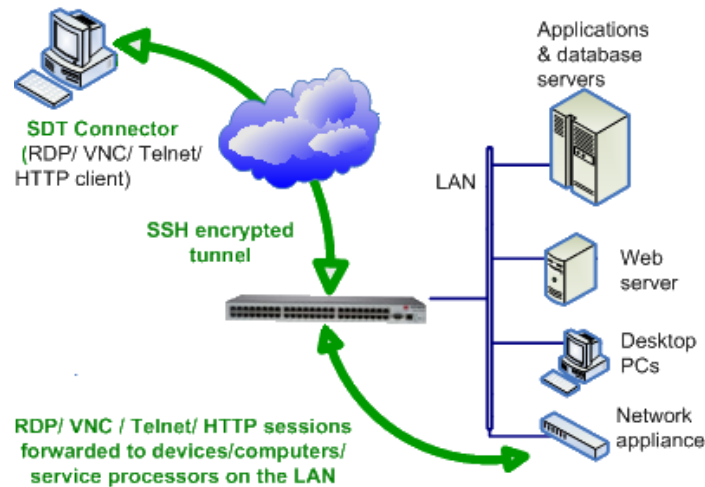 Applications
& database
servers
SDT Connector
(RDP/ VNC/ Telnet/
HTTP client)
LAN
SSH encrypted
tunnel
Web
server
Desktop
PCs
Network
appliance
RDP/ VNC / Telnet/ HTTP sessions
forwarded to devices/computers/
service processors on the LAN